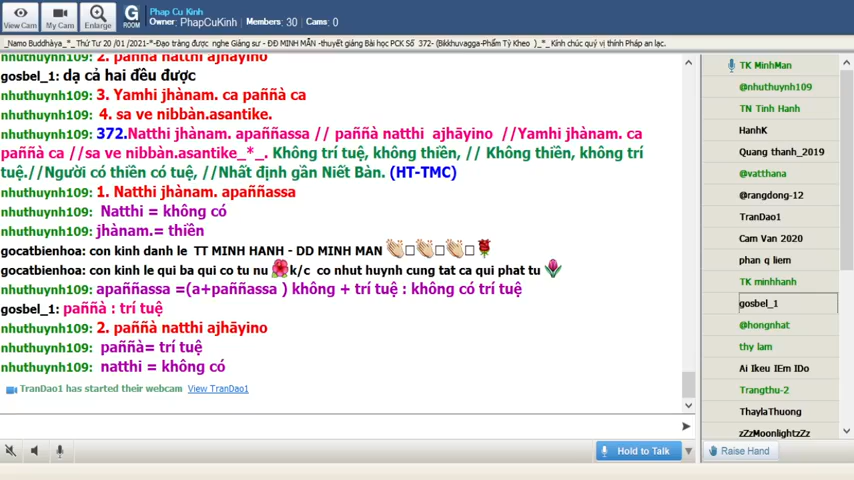 View Cam
My Cam
Enlarge
G
ROOM
Phap Cu Kinh
Owner: PhapCuKinh | Members: 30 | Cams: 0
_Namo Buddhàya_*_ Thứ Tư 20 /01 /2021-*-Đạo tràng được nghe Giảng sư - ĐĐ MINH MẪN -thuyết giảng Bài học PCK Số 372- (Bikkhuvagga-Phẩm Tỳ Kheo )_*_ Kính chúc quý vị thính Pháp an lạc.
2. paññà natthi ajhāyino
gosbel_1: dạ cả hai đều được
nhuthuynh109: 3. Yamhi jhànam. ca paññà ca
nhuthuynh109: 4. sa ve nibbàn.asantike.
nhuthuynh109: 372.Natthi jhànam. apaññassa // paññà natthi ajhāyino //Yamhi jhànam. ca
paññà ca //sa ve nibbàn.asantike_*_. Không trí tuệ, không thiền, // Không thiền, không trí
tuệ.//Người có thiền có tuệ, //Nhất định gần Niết Bàn. (HT-TMC)
nhuthuynh109: 1. Natthi jhànam. apaññassa
nhuthuynh109: Natthi = không có
nhuthuynh109: jhànam.= thiền
gocatbienhoa: con kinh danh le TT MINH HANH - DD MINH MAN
gocatbienhoa: con kinh le qui ba qui co tu nu k/c co nhut huynh cung tat ca qui phat tu
nhuthuynh109: apaññassa =(a+paññassa ) không + trí tuệ : không có trí tuệ
gosbel_1: paññà : trí tuệ
nhuthuynh109: 2. paññà natthi ajhāyino
nhuthuynh109: paññà= trí tuệ
nhuthuynh109: natthi = không có
TranDao1 has started their webcam View TranDao1
Hold to Talk
TK MinhMan
@nhuthuynh109
TN Tinh Hanh
HanhK
Quang thanh_2019
@vatthana
@rangdong-12
TranDao1
Cam Van 2020
phan q liem
TK minhhanh
gosbel_1
@hongnhat
thy lam
Ai Ikeu IEm IDo
Trangthu-2
ThaylaThuong
zZzMoonlightzZz
Raise Hand